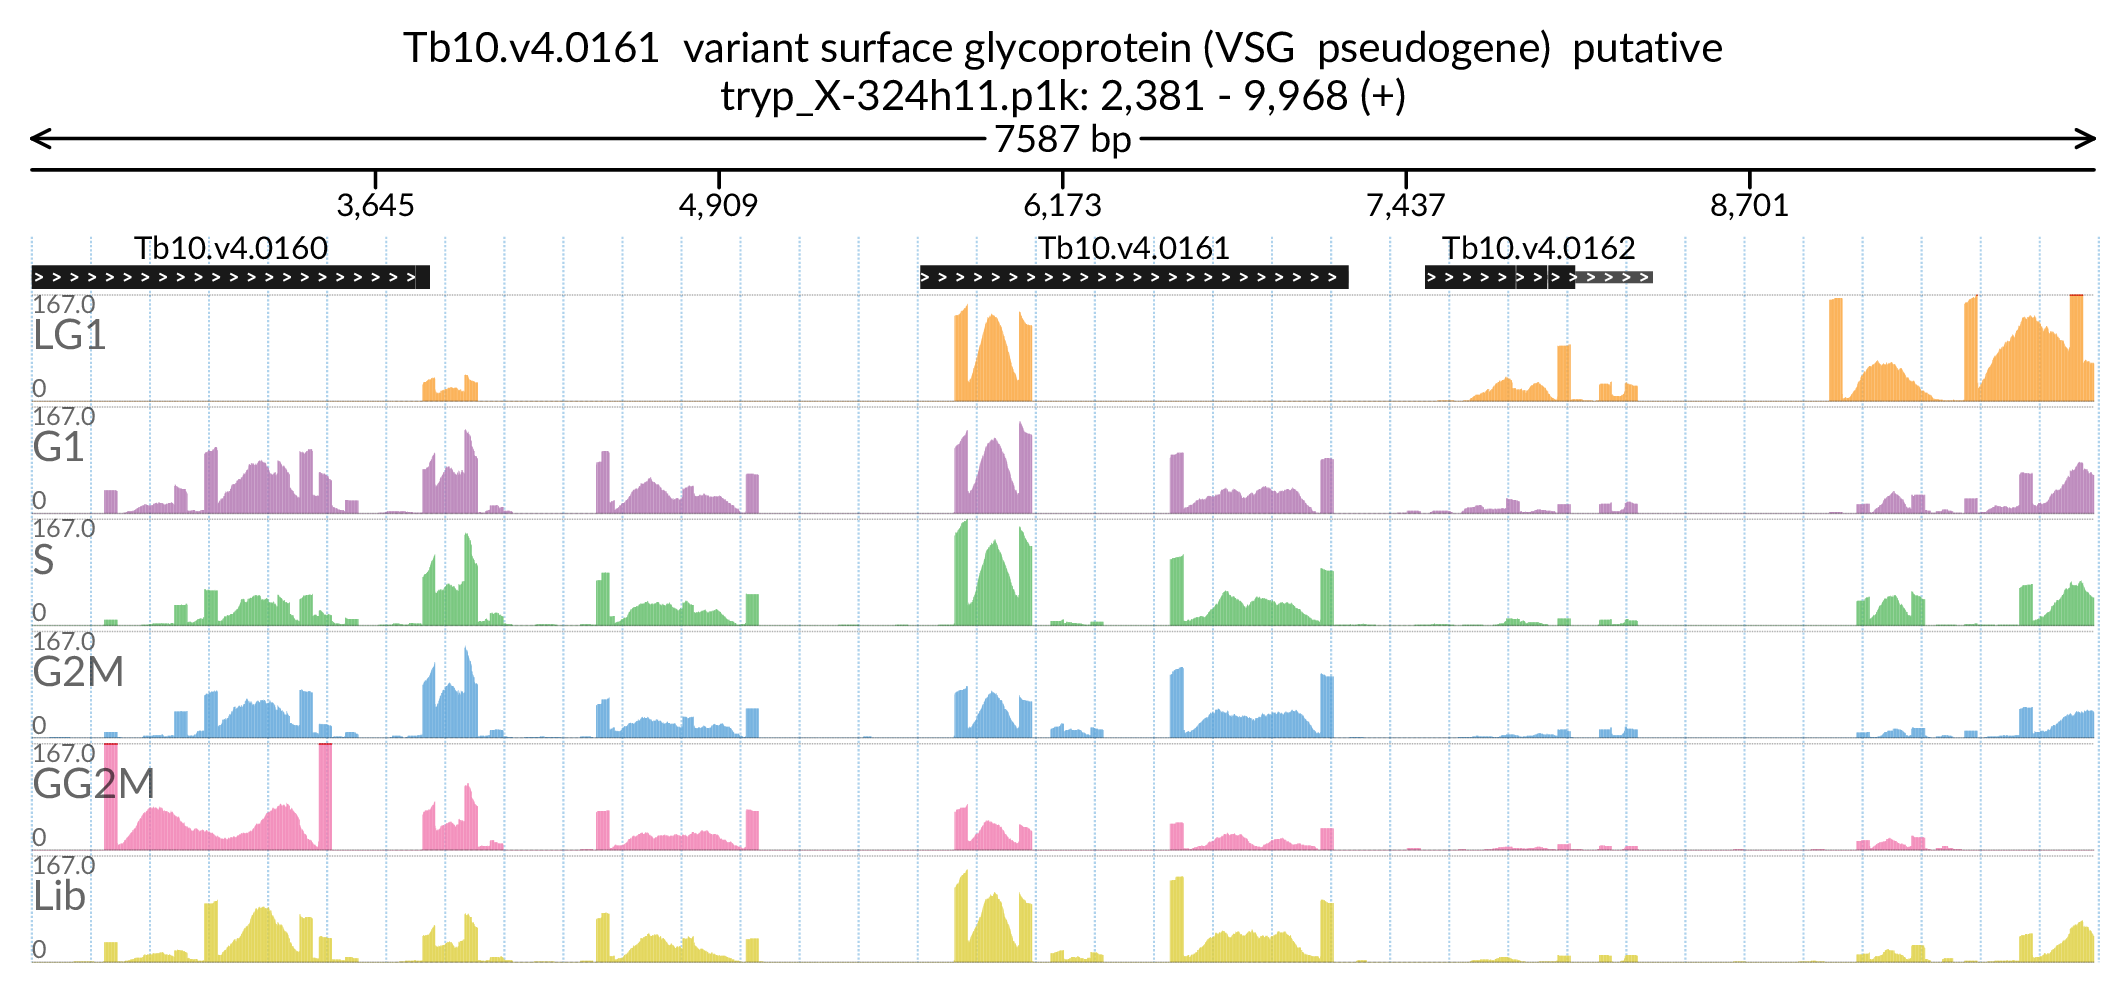 Tb10.v4.0161 variant surface glycoprotein (VSG pseudogene) putative
tryp_X-324h11.p1k: 2,381 - 9,968 (+)
7587 bp
3,645 4,909 6,173 7,437 8,701
Tb10.v4.0160 Tb10.v4.0161 Tb10.v4.0162
167.0
LG1
0
167.0
G1
0
167.0
S
0
167.0
G2M
0
167.0
GG2M
0
167.0
Lib
0